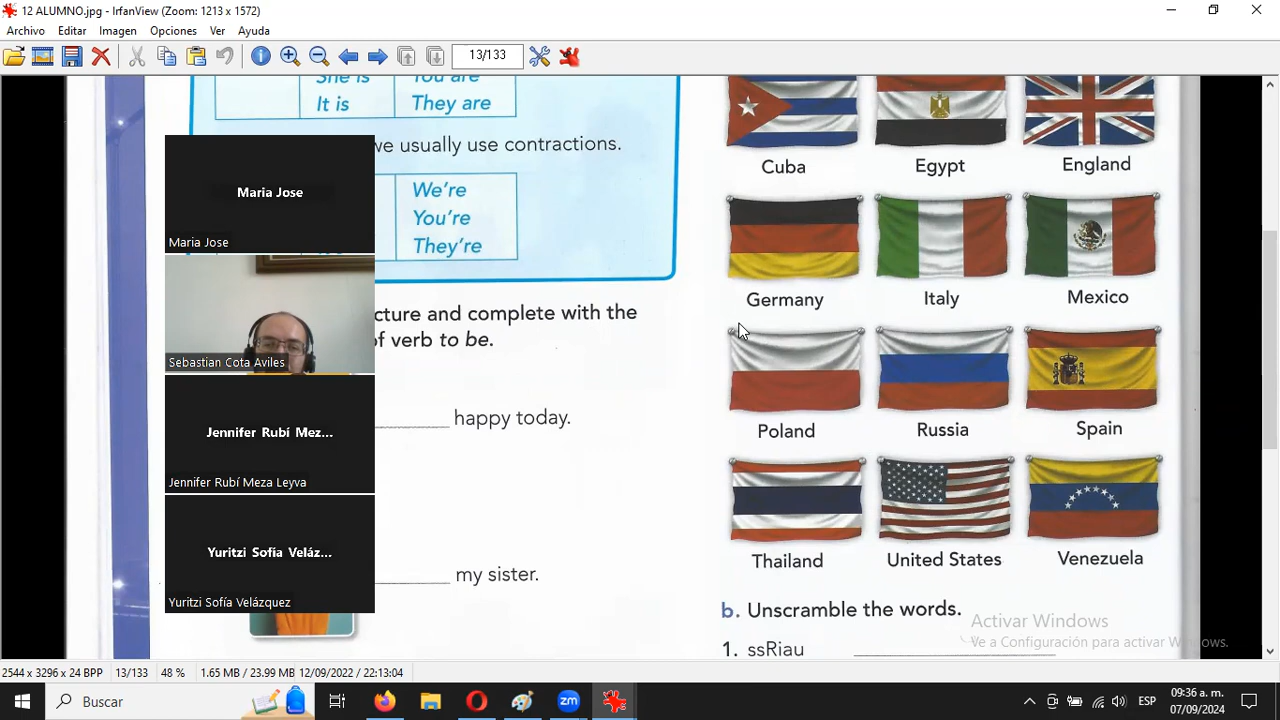 12 ALUMNO.jpg - IrfanView (Zoom: 1213 x 1572)
Archivo Editar Imagen Opciones Ver Ayuda
13/133
She is You are
It is They are
we usually use contractions.
We're
You're
They're
cture and complete with the
of verb to be.
happy today.
my sister.
Maria Jose
Maria Jose
Sebastian Cota Aviles
Jennifer Rubí Mez...
Jennifer Rubí Meza Leyva
Yuritzi Sofía Veláz...
Yuritzi Sofía Velázquez
Cuba Egypt England
Germany Italy Mexico
Poland Russia Spain
Thailand United States Venezuela
b. Unscramble the words.
1. ssRiau
Activar Windows
Ve a Configuración para activar Windows.
2544 x 3296 x 24 BPP 13/133 48 % 1.65 MB / 23.99 MB 12/09/2022 / 22:13:04
Buscar
zm
ESP
09:36 a. m.
07/09/2024